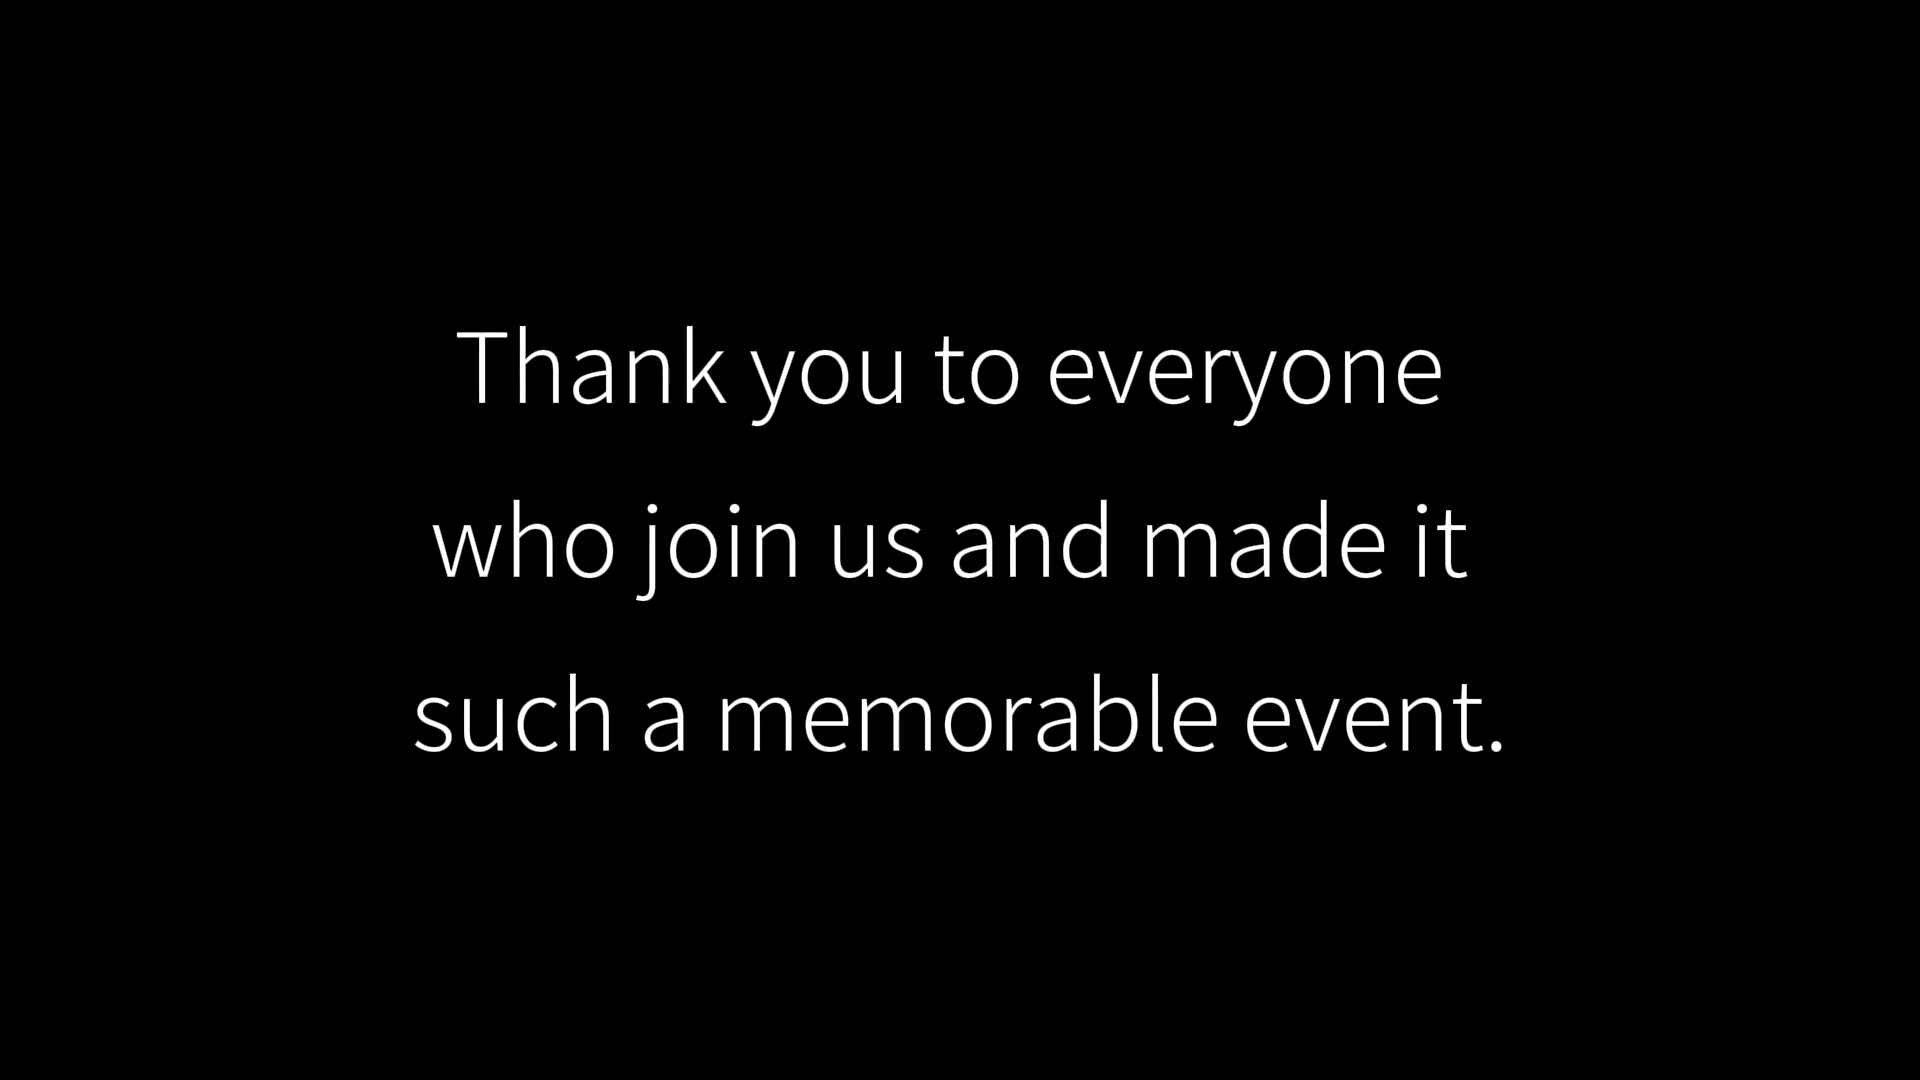 Thank you to everyone
who join us and made it
such a memorable event.